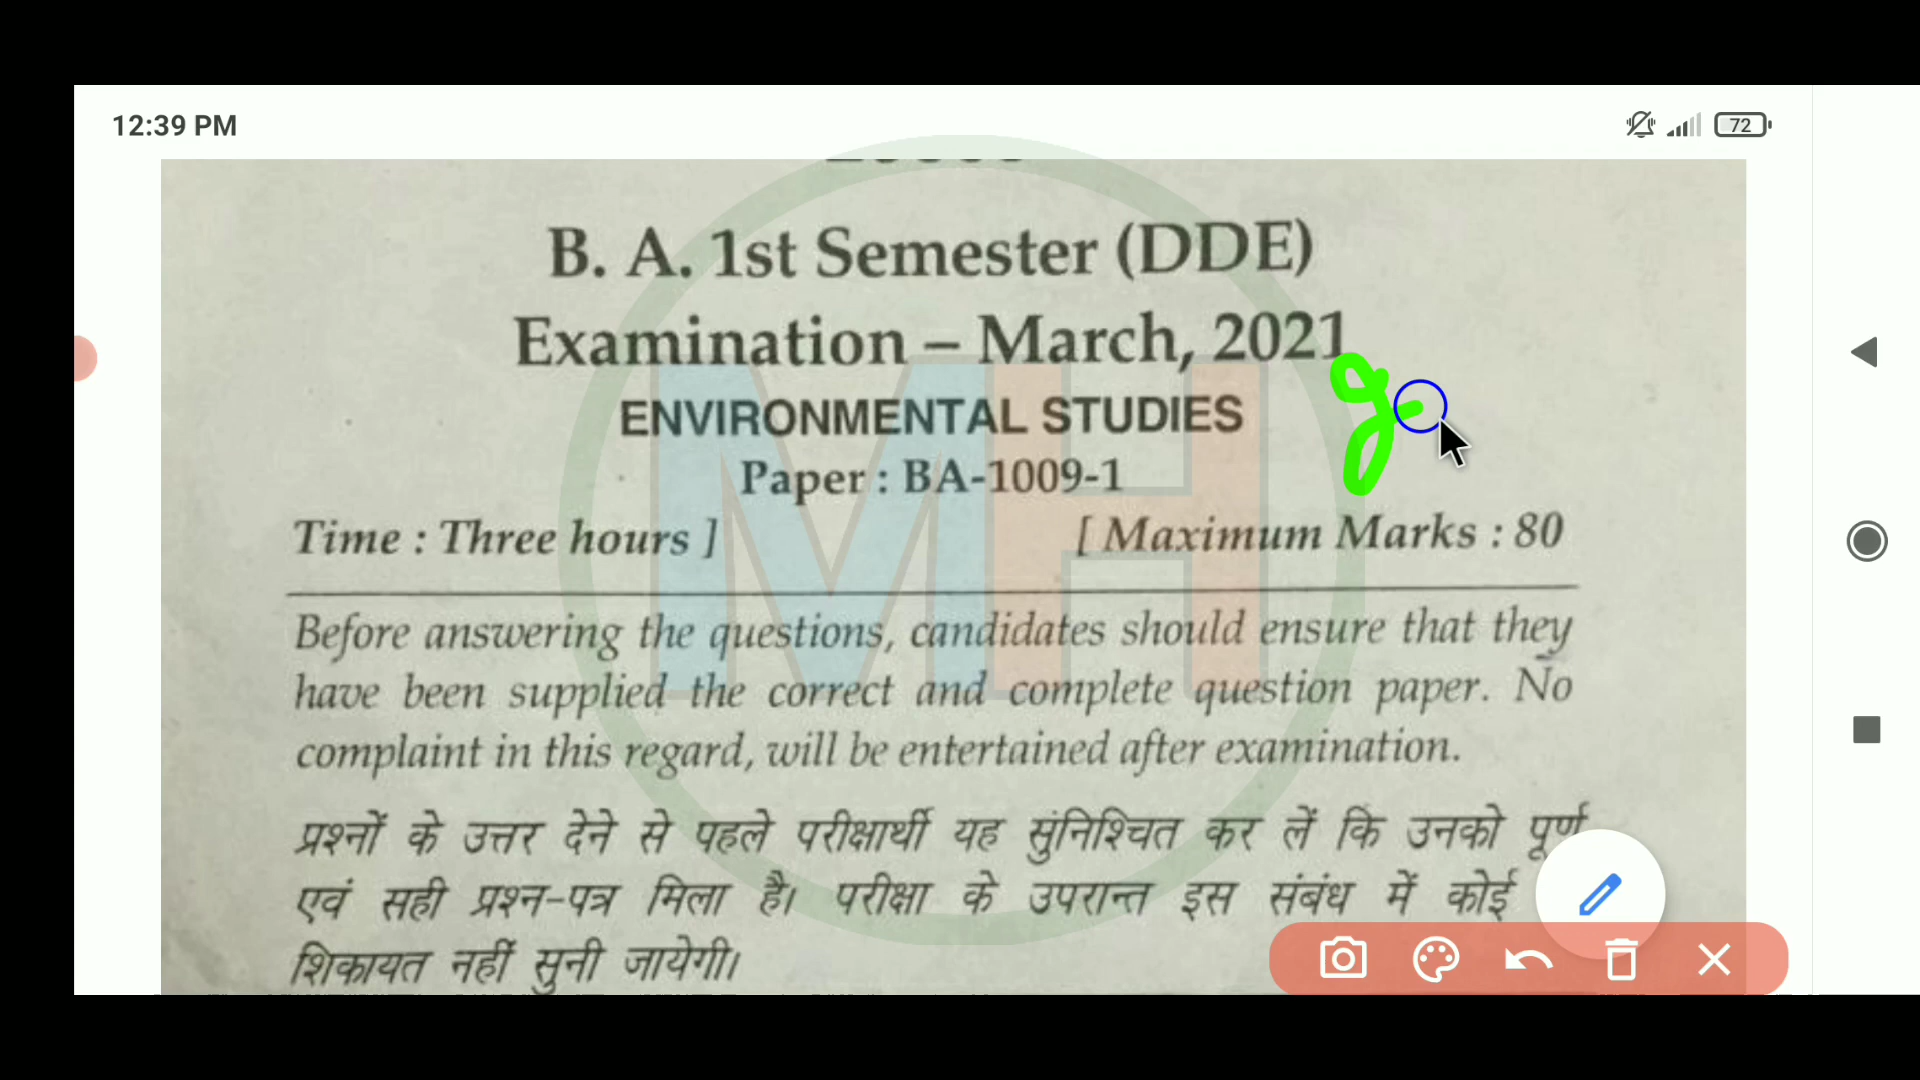 12:39 PM
72
B. A. 1st Semester (DDE)
Examination – March, 2021
ENVIRONMENTAL STUDIES
Paper : BA-1009-1
Time : Three hours ] [ Maximum Marks : 80
Before answering the questions, candidates should ensure that they
have been supplied the correct and complete question paper. No
complaint in this regard, will be entertained after examination.
प्रश्नों के उत्तर देने से पहले परीक्षार्थी यह सुंनिश्चित कर लें कि उनको पूर्ण
एवं सही प्रश्न-पत्र मिला है। परीक्षा के उपरान्त इस संबंध में कोई
शिकायत नहीं सुनी जायेगी।
MH